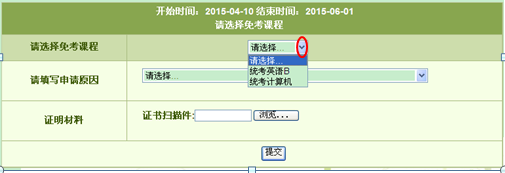 开始时间：2015-04-10 结束时间：2015-06-01
请选择免考课程
请选择免考课程
请选择...
请选择...
统考英语B
统考计算机
请填写申请原因
请选择...
证明材料
证书扫描件:
浏览...
提交